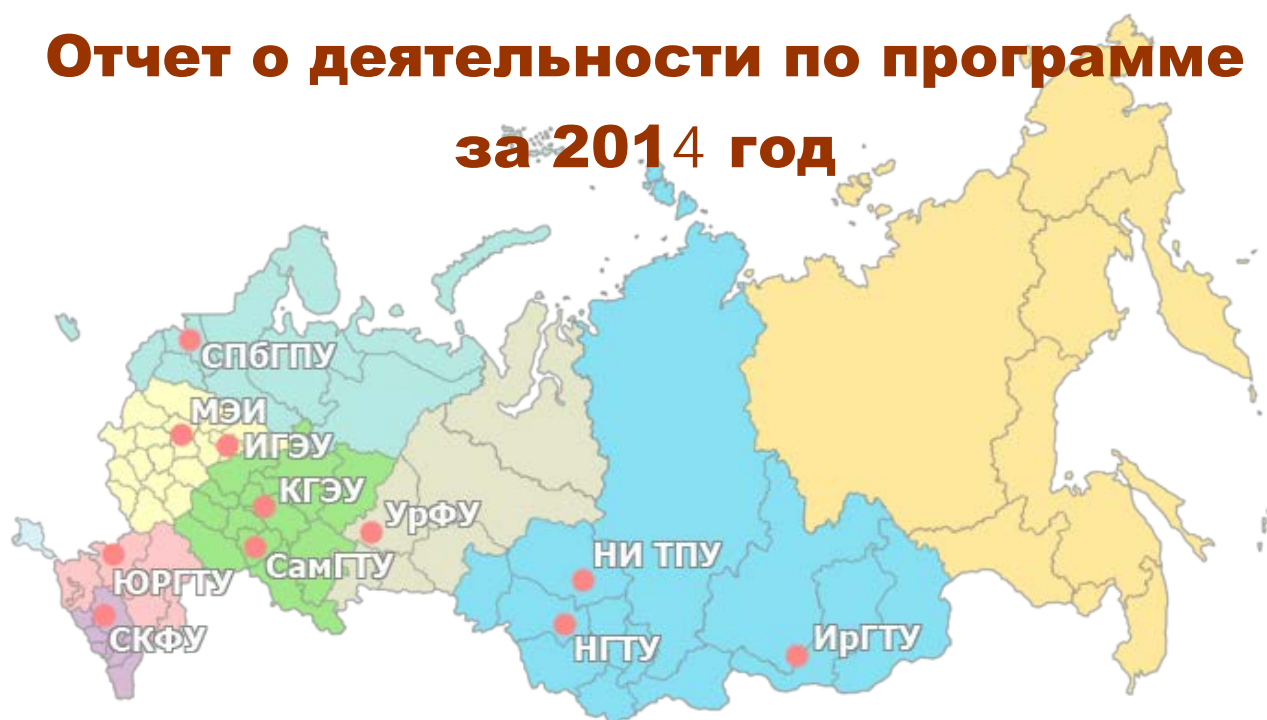 Отчет о деятельности по программе
за 2014 год
СПбГПУ
МЭИ
ИГЭУ
КГЭУ
УрФУ
НИ ТПУ
СамГТУ
ЮРГТУ
ИрГТУ
СКФУ
НГТУ